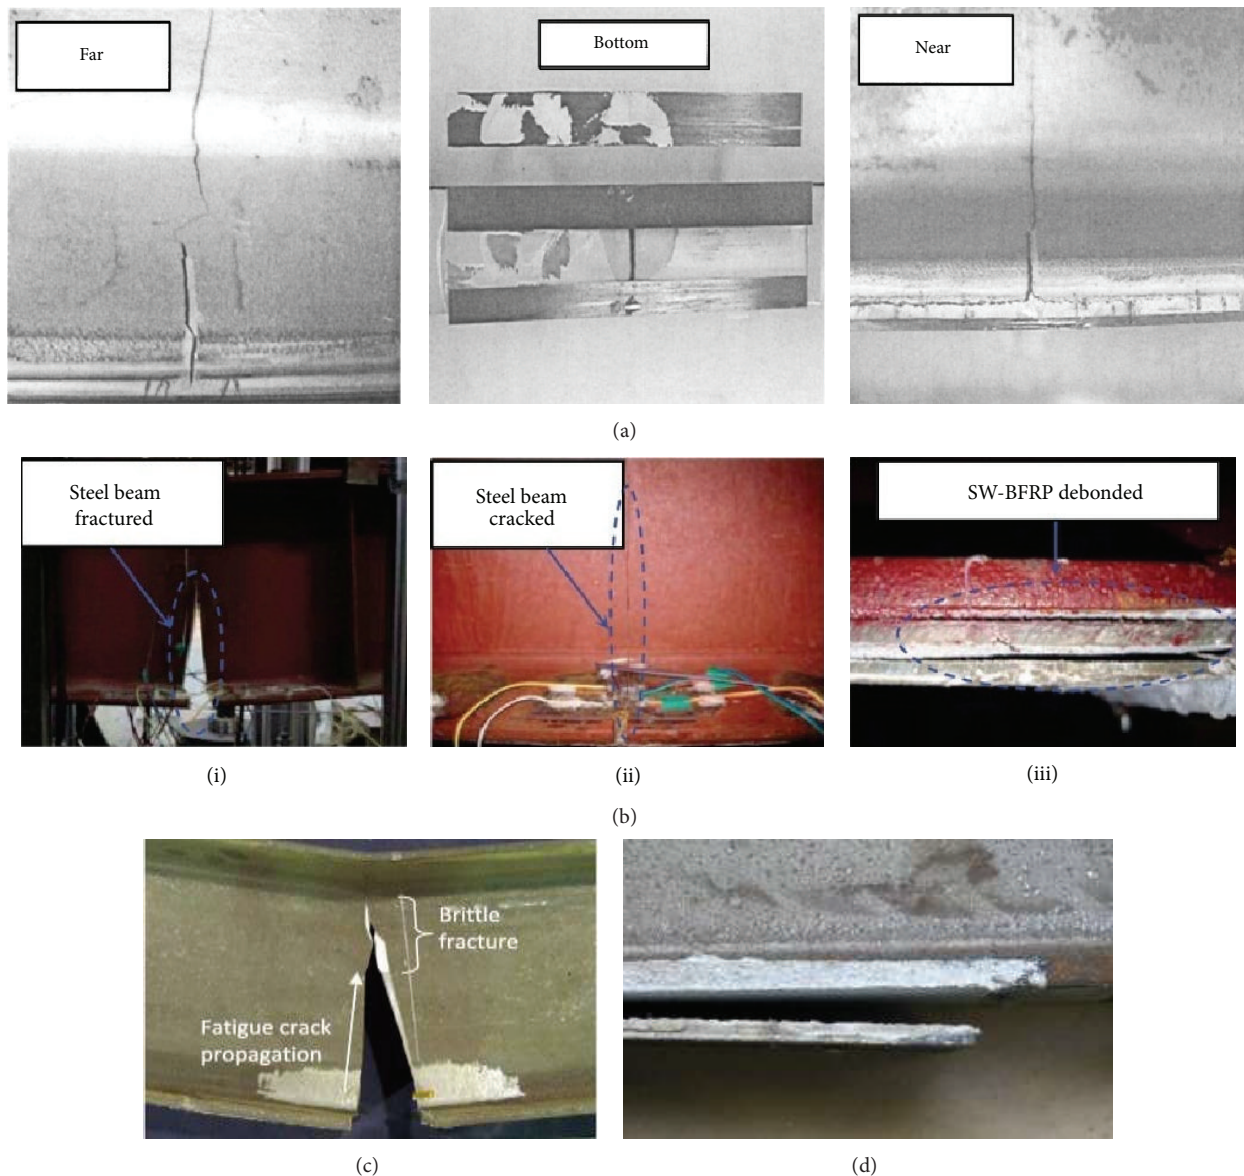 Far
Bottom
Near
(a)
Steel beam
fractured
Steel beam
cracked
SW-BFRP debonded
(i)
(ii)
(iii)
(b)
Brittle
fracture
Fatigue crack
propagation
(c)
(d)